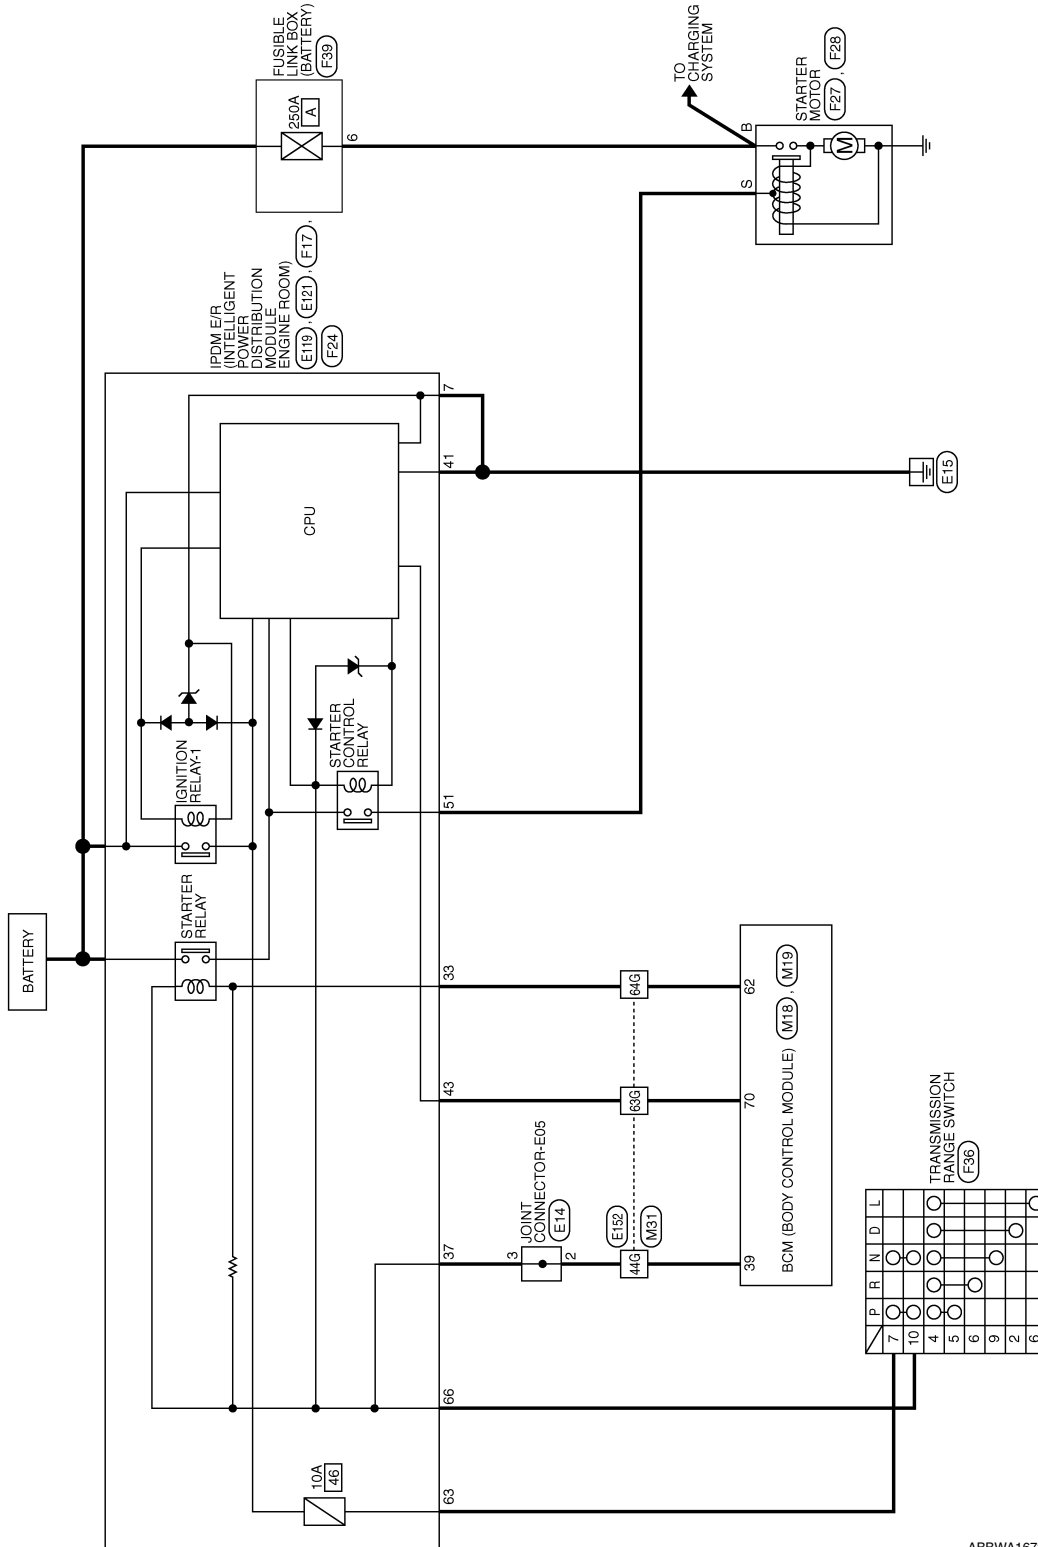 BATTERY
FUSIBLE
LINK BOX
(BATTERY)
F39
250A
A
6
TO
CHARGING
SYSTEM
STARTER
MOTOR
F27 , F28
B
S
M
IPDM E/R
(INTELLIGENT
POWER
DISTRIBUTION
MODULE
ENGINE ROOM)
E119 , E121 , F17 ,
F24
CPU
7
41
E15
IGNITION
RELAY-1
STARTER
CONTROL
RELAY
51
STARTER
RELAY
33
64G
62
43
63G
70
37
3
JOINT
CONNECTOR-E05
E14
2
E152
44G
M31
39
BCM (BODY CONTROL MODULE) M18 , M19
TRANSMISSION
RANGE SWITCH
F36
P R N D L
7
10
4
5
6
9
2
6
66
10A
46
63